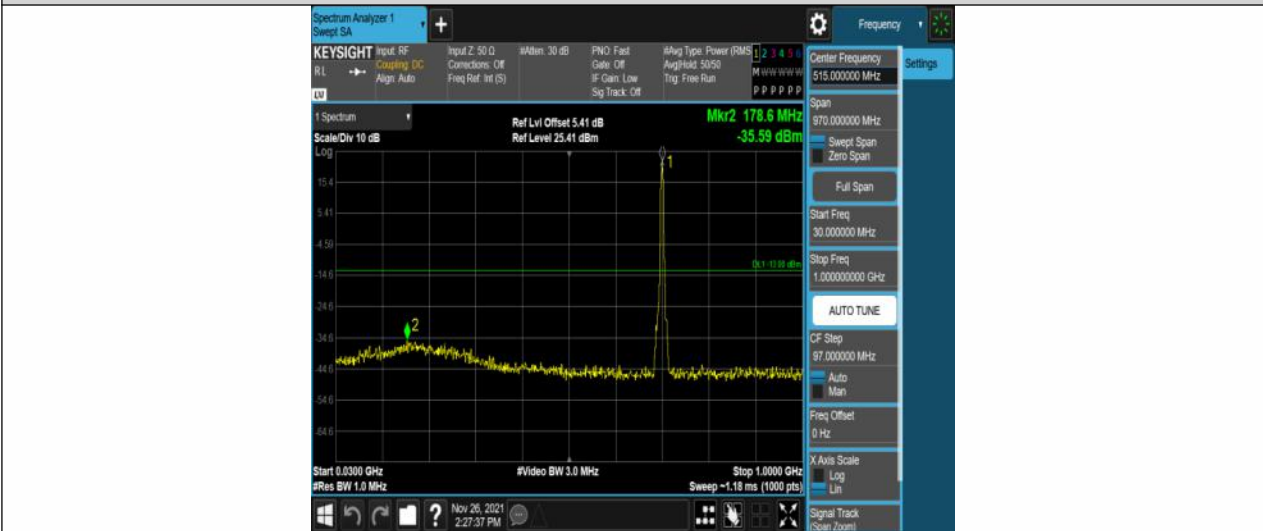 Spectrum Analyzer 1
Swept SA
+
Frequency
KEYSIGHT
RL
Input: RF
Coupling: DC
Align: Auto
Input Z: 50 Ω
Corrections: Off
Freq Ref: Int (S)
#Atten: 30 dB
PNO: Fast
Gate: Off
IF Gain: Low
Sig Track: Off
#Avg Type: Power (RMS
Avg|Hold: 50/50
Trig: Free Run
1 2 3 4 5 6
M W W W W W
P P P P P P
LW
1 Spectrum
Scale/Div 10 dB
Log
Ref Lvl Offset 5.41 dB
Ref Level 25.41 dBm
Mkr2 178.6 MHz
-35.59 dBm
15.4
5.41
-4.59
-14.6
-24.6
-34.6
-44.6
-54.6
-64.6
1
2
DL1 -13.00 dBm
Start 0.0300 GHz
#Res BW 1.0 MHz
#Video BW 3.0 MHz
Stop 1.0000 GHz
Sweep ~1.18 ms (1000 pts)
?
Nov 26, 2021
2:27:37 PM
Center Frequency
515.000000 MHz
Settings
Span
970.000000 MHz
Swept Span
Zero Span
Full Span
Start Freq
30.000000 MHz
Stop Freq
1.000000000 GHz
AUTO TUNE
CF Step
97.000000 MHz
Auto
Man
Freq Offset
0 Hz
X Axis Scale
Log
Lin
Signal Track
(Span Zoom)